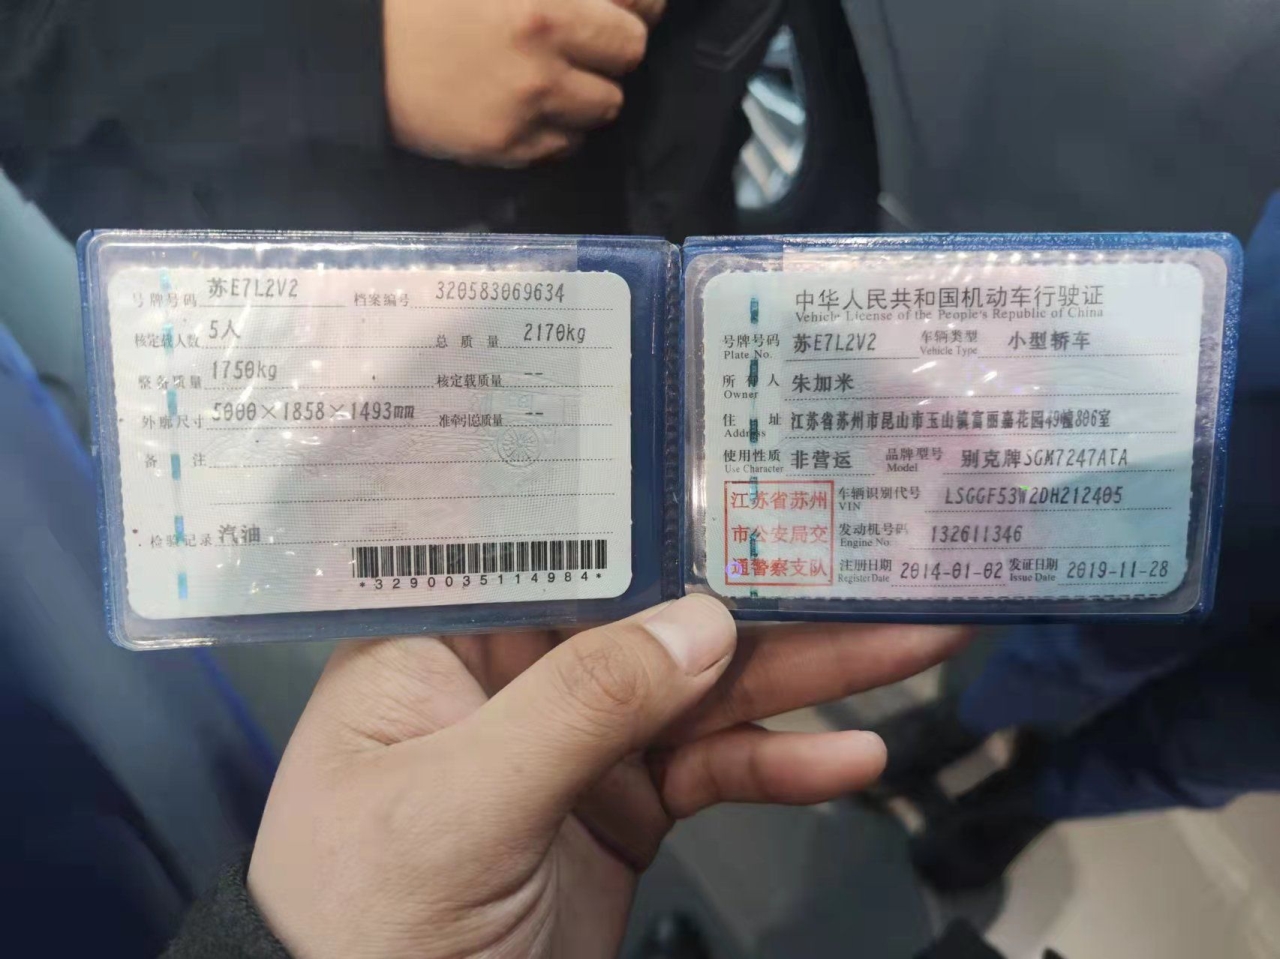 号牌号码 苏E7L2V2 档案编号 320583069634
核定载人数 5人 总质量 2170kg
整备质量 1750kg 核定载质量 --
外廓尺寸 5000×1858×1493mm 准牵引总质量 --
备注
检验记录 汽油
*3290035114984*
中华人民共和国机动车行驶证
Vehicle License of the People's Republic of China
号牌号码 苏E7L2V2 车辆类型 小型轿车
Plate No. Vehicle Type
所有人 朱加米
Owner
住址 江苏省苏州市昆山市玉山镇高丽嘉花园49幢806室
Address
使用性质 非营运 品牌型号 别克牌SGM7247ATA
Use Character Model
江苏省苏州
市公安局交
通警察支队
车辆识别代号 LSGGF53W2DH212405
VIN
发动机号码 132611346
Engine No.
注册日期 2014-01-02 发证日期 2019-11-28
Register Date Issue Date